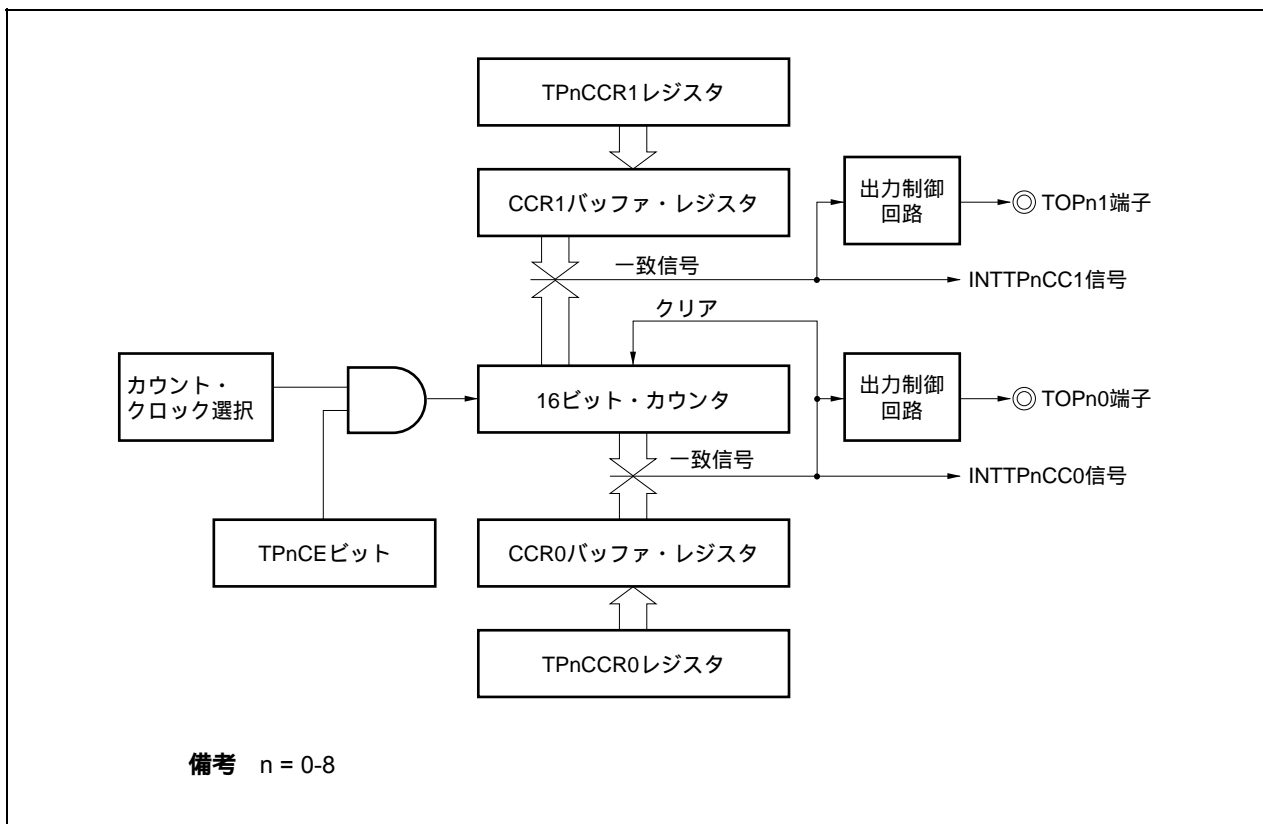 TPnCCR1レジスタ
CCR1バッファ・レジスタ
出力制御
回路
TOPn1端子
一致信号
INTTPnCC1信号
クリア
カウント・
クロック選択
16ビット・カウンタ
出力制御
回路
TOPn0端子
一致信号
INTTPnCC0信号
TPnCEビット
CCR0バッファ・レジスタ
TPnCCR0レジスタ
備考 n = 0-8